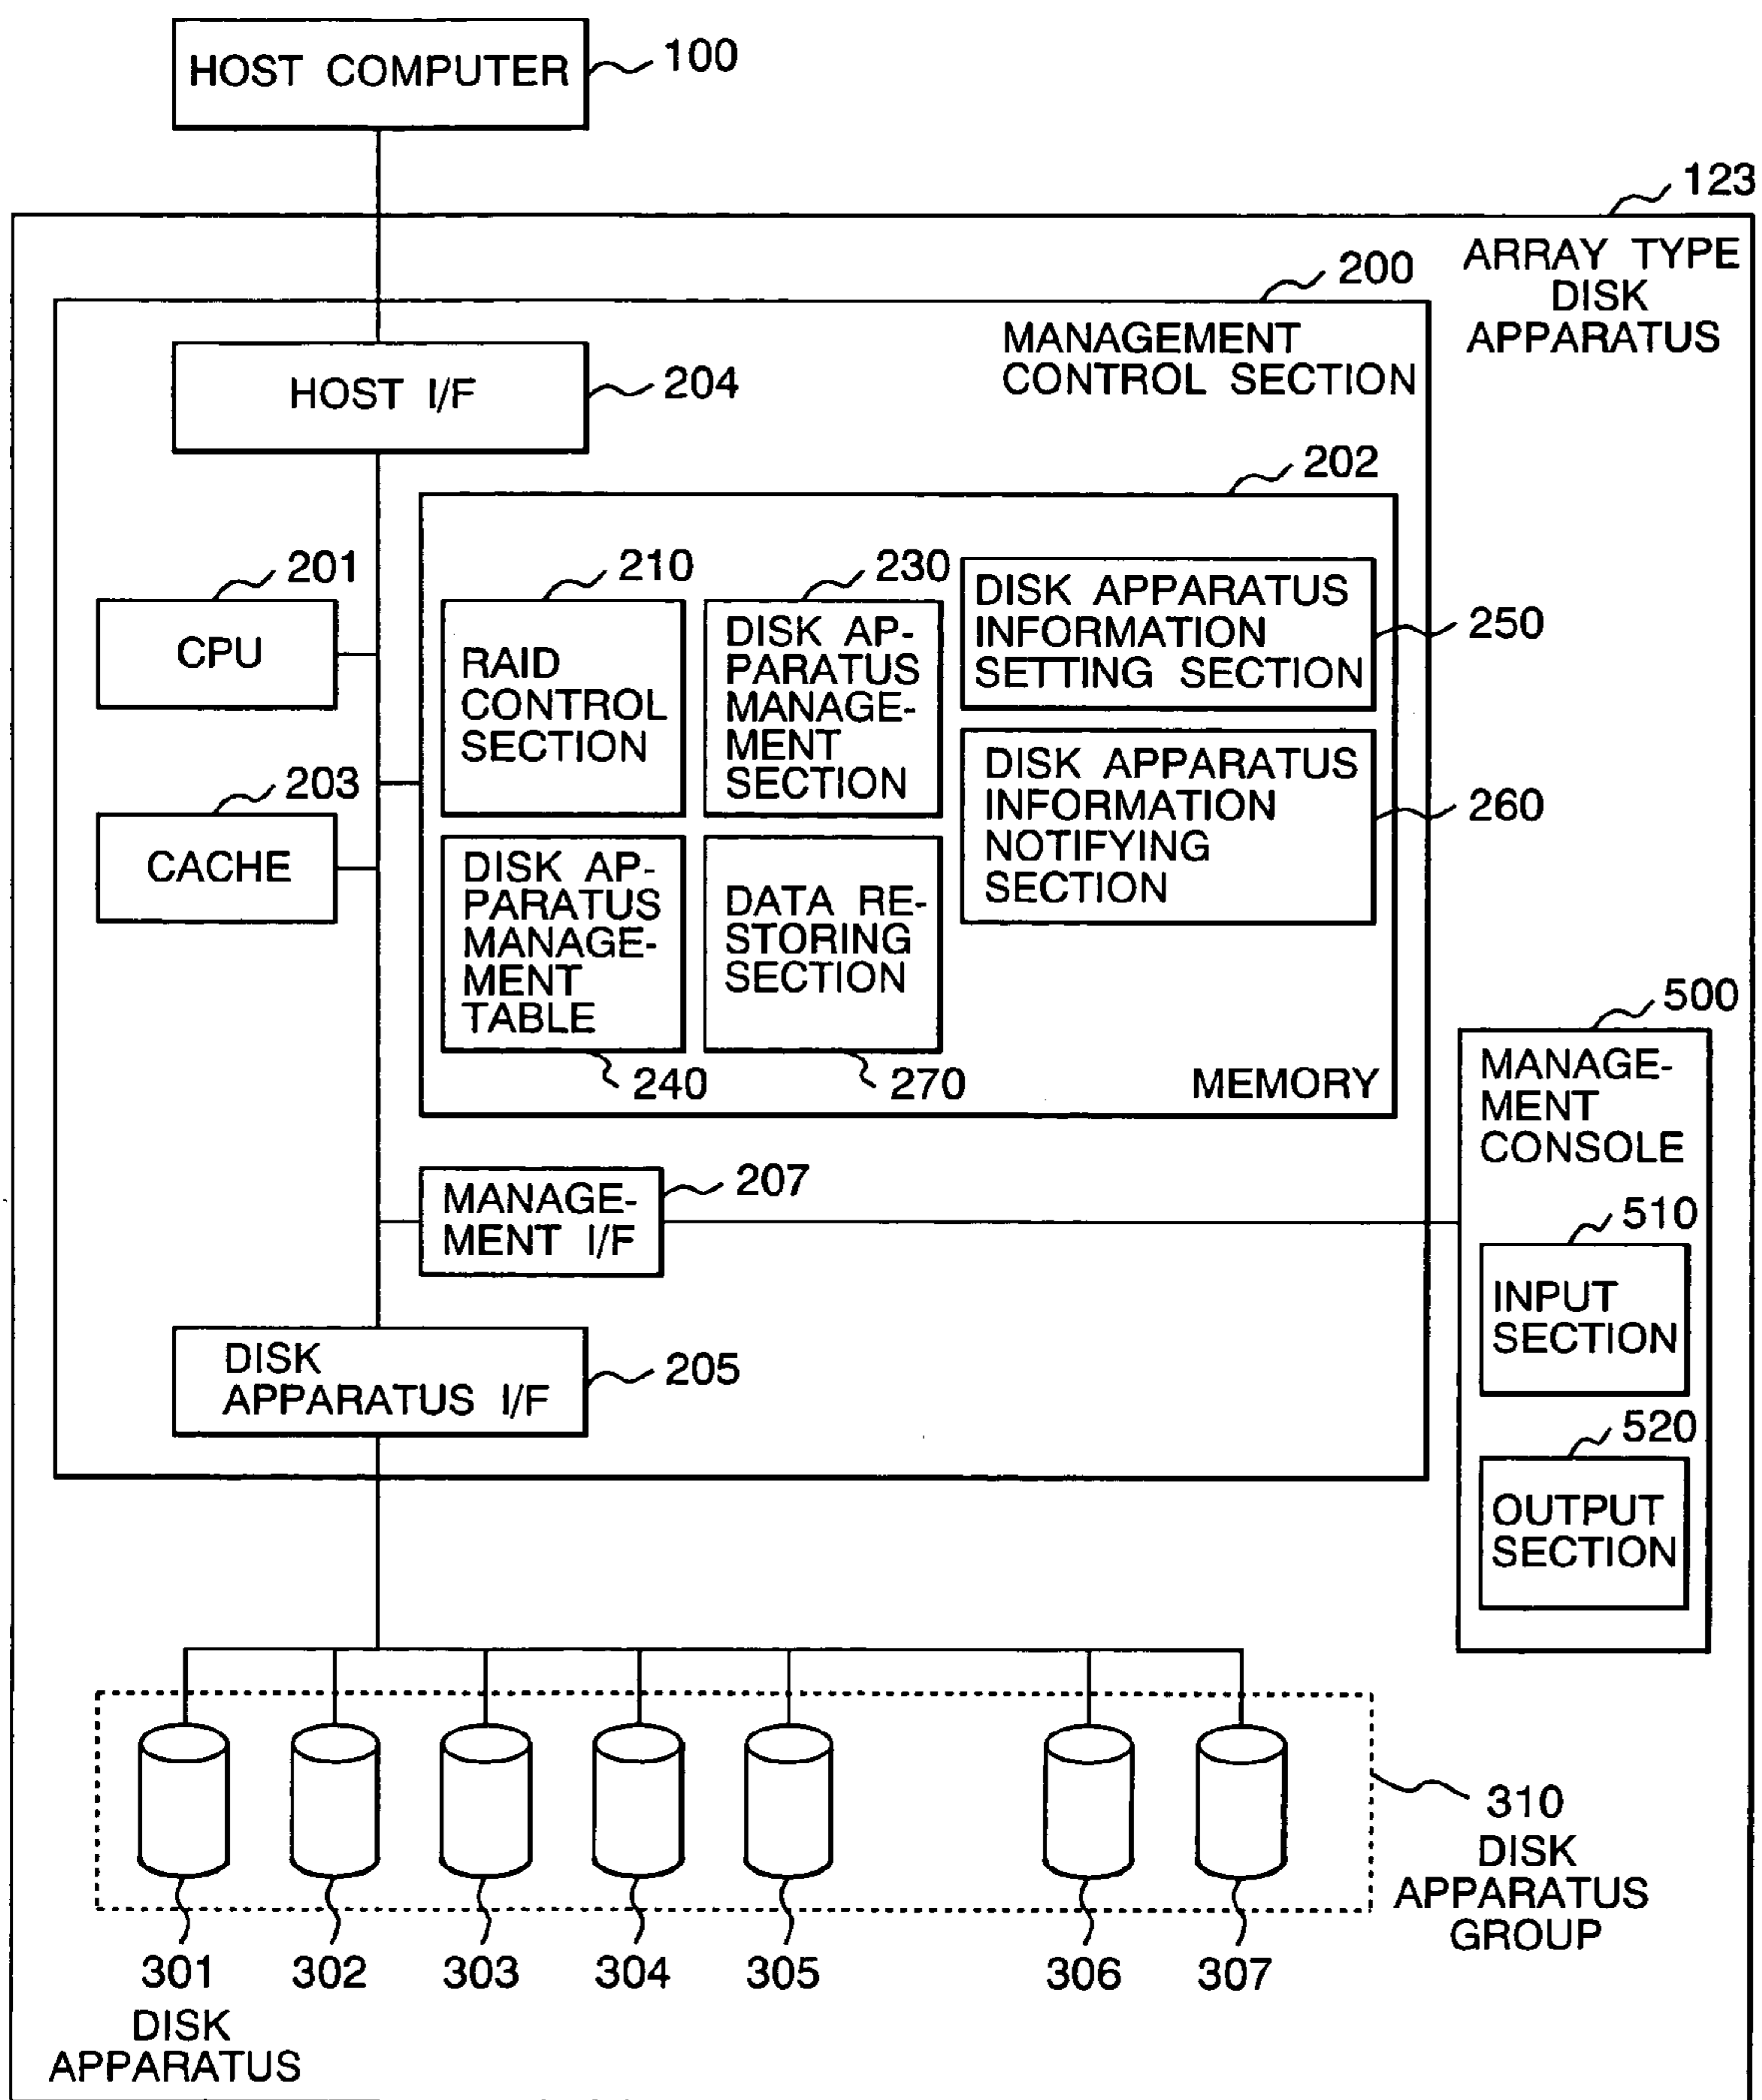 HOST COMPUTER
100
123
ARRAY TYPE
DISK
APPARATUS
200
MANAGEMENT
CONTROL SECTION
HOST I/F
204
202
201
CPU
203
CACHE
210
RAID
CONTROL
SECTION
230
DISK AP-
PARATUS
MANAGE-
MENT
SECTION
DISK APPARATUS
INFORMATION
SETTING SECTION
250
DISK APPARATUS
INFORMATION
NOTIFYING
SECTION
260
DISK AP-
PARATUS
MANAGE-
MENT
TABLE
240
DATA RE-
STORING
SECTION
270
MEMORY
500
MANAGE-
MENT
CONSOLE
207
MANAGE-
MENT I/F
510
INPUT
SECTION
DISK
APPARATUS I/F
205
520
OUTPUT
SECTION
310
DISK
APPARATUS
GROUP
301
302
303
304
305
306
307
DISK
APPARATUS